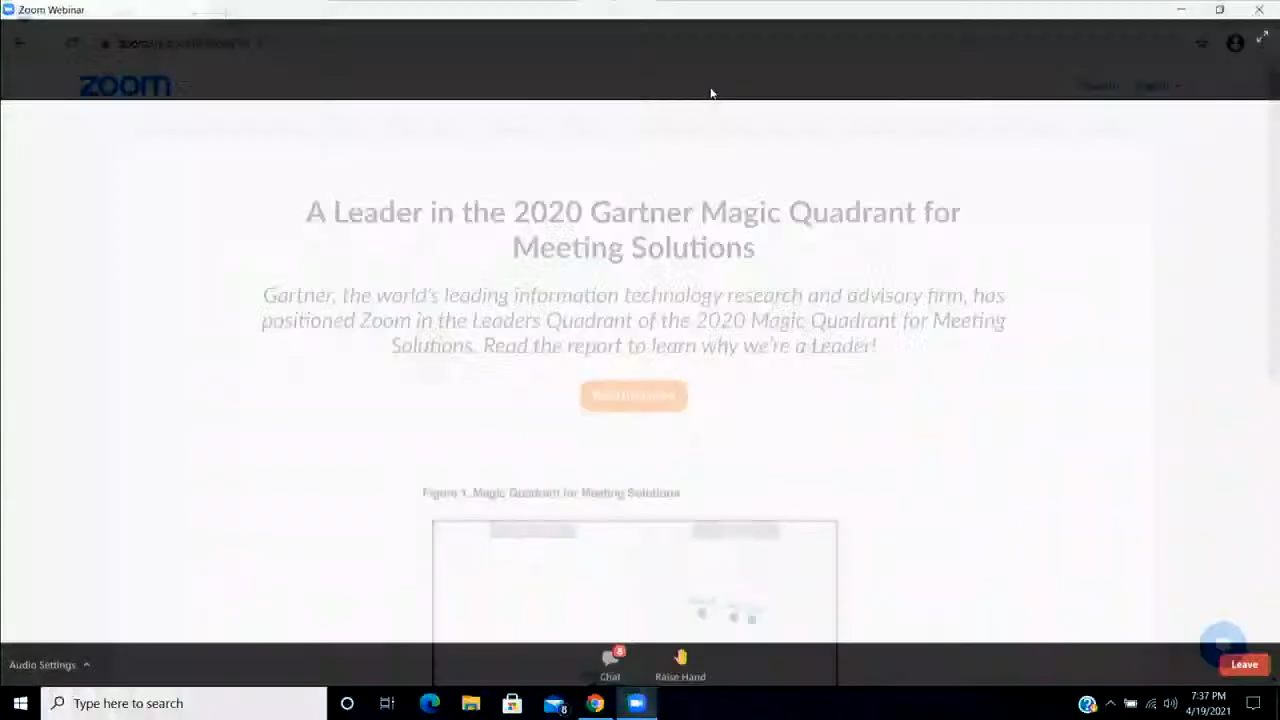 Zoom Webinar
zoom
A Leader in the 2020 Gartner Magic Quadrant for
Meeting Solutions
Gartner, the world's leading information technology research and advisory firm, has
positioned Zoom in the Leaders Quadrant of the 2020 Magic Quadrant for Meeting
Solutions. Read the report to learn why we're a Leader!
Figure 1. Magic Quadrant for Meeting Solutions
Audio Settings
8
Chat
Raise Hand
Leave
Type here to search
8
7:37 PM
4/19/2021